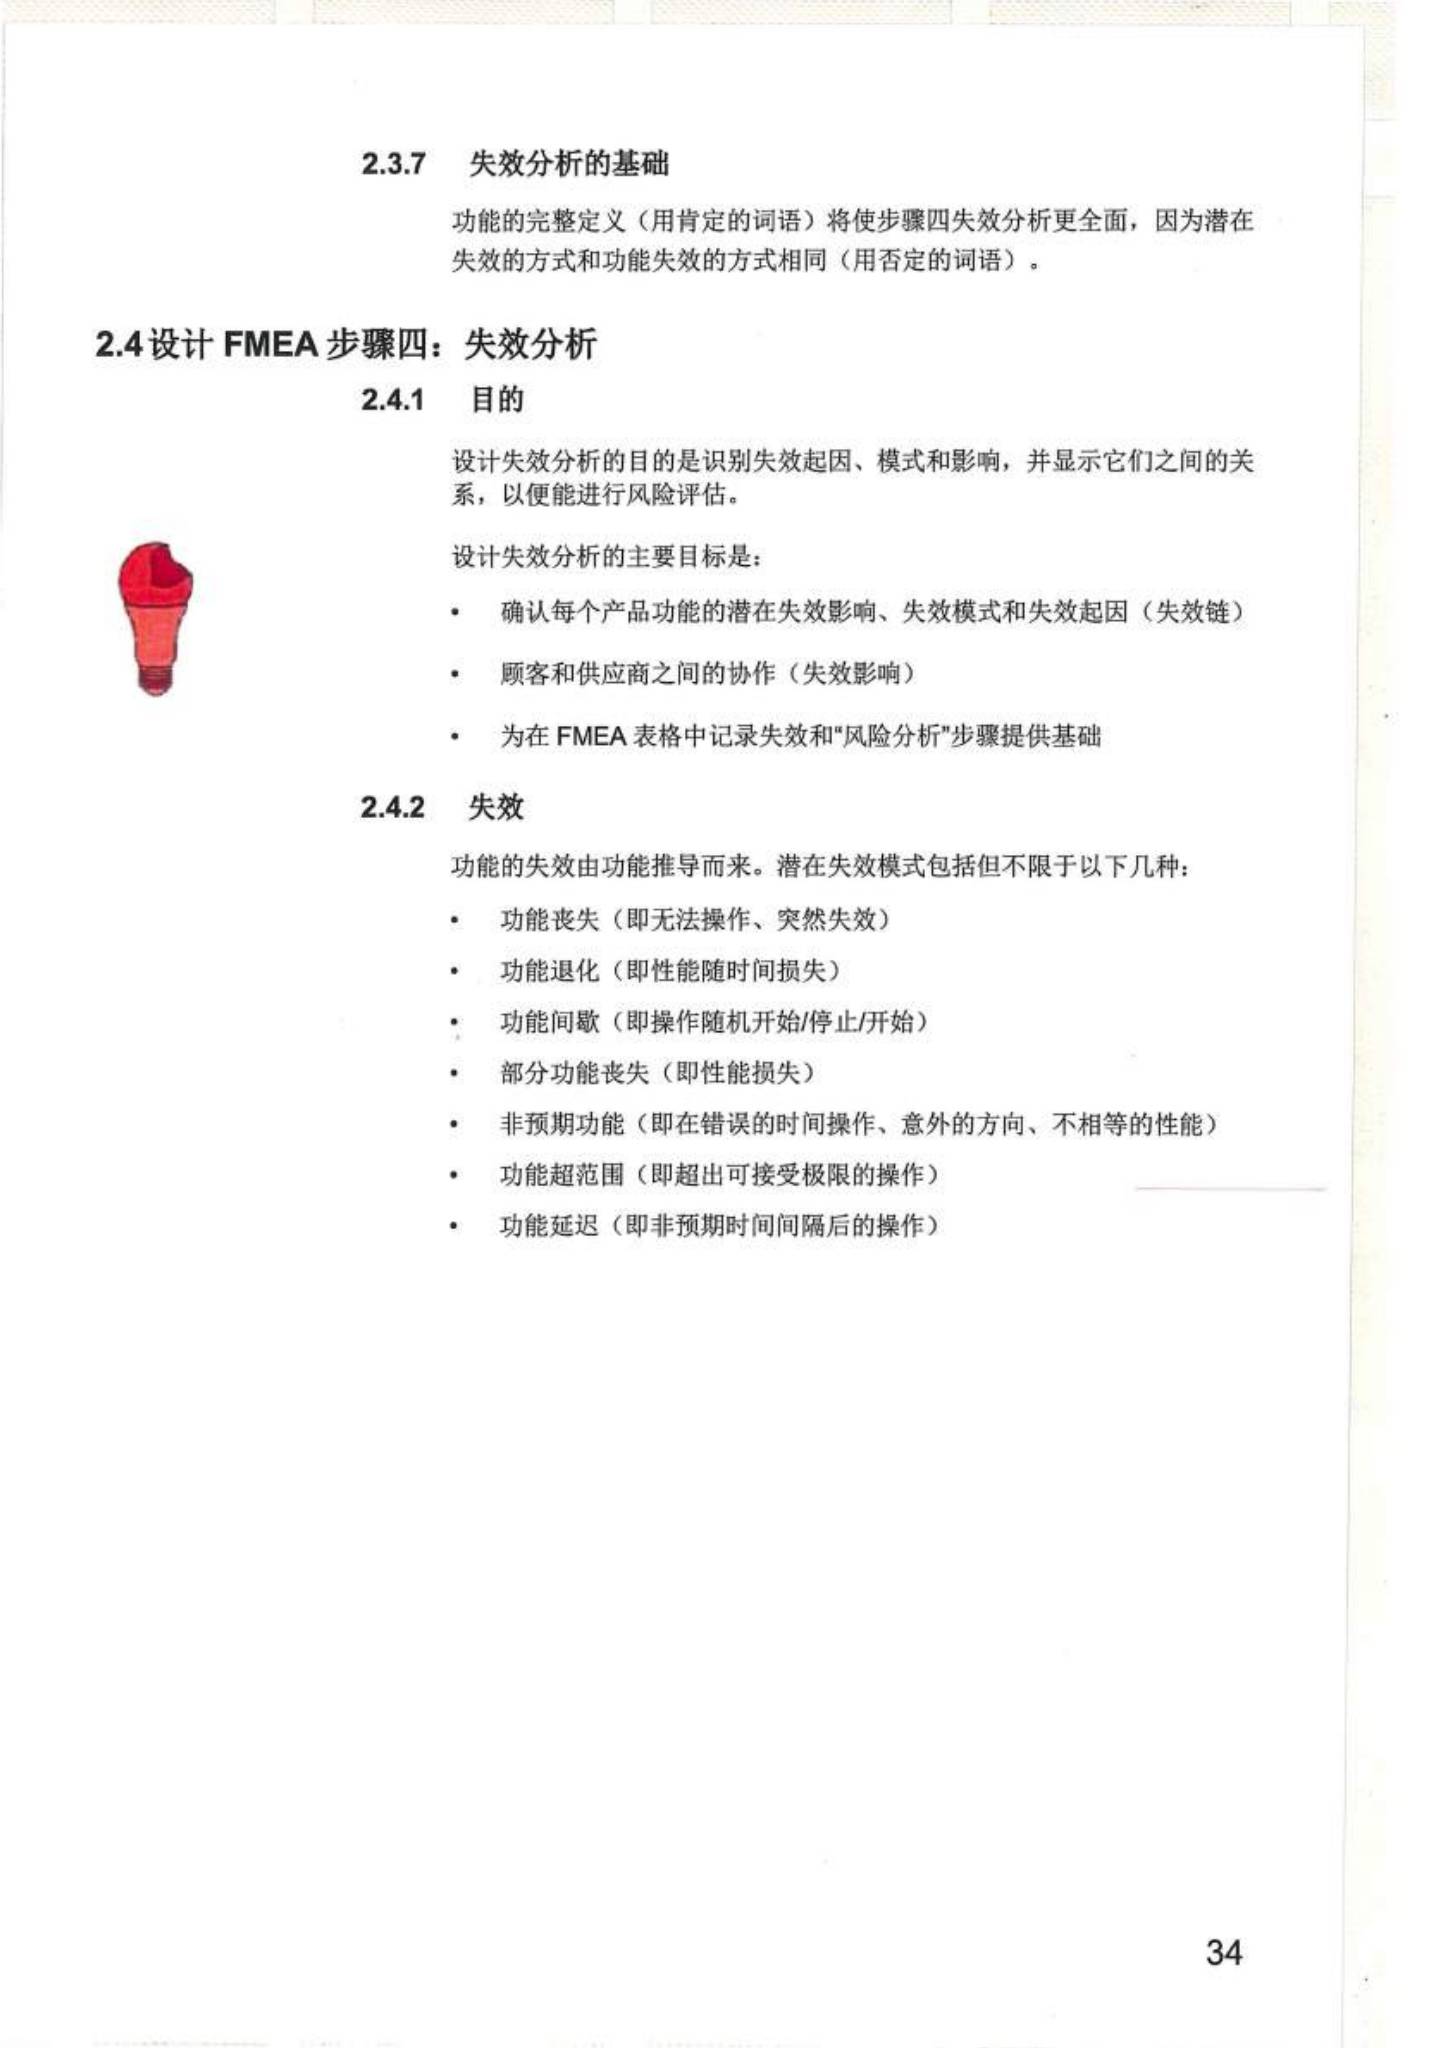 2.3.7 失效分析的基础
功能的完整定义（用肯定的词语）将使步骤四失效分析更全面，因为潜在
失效的方式和功能失效的方式相同（用否定的词语）。
2.4设计 FMEA 步骤四：失效分析
2.4.1 目的
设计失效分析的目的是识别失效起因、模式和影响，并显示它们之间的关
系，以便能进行风险评估。
设计失效分析的主要目标是：
• 确认每个产品功能的潜在失效影响、失效模式和失效起因（失效链）
• 顾客和供应商之间的协作（失效影响）
• 为在 FMEA 表格中记录失效和“风险分析”步骤提供基础
2.4.2 失效
功能的失效由功能推导而来。潜在失效模式包括但不限于以下几种：
• 功能丧失（即无法操作、突然失效）
• 功能退化（即性能随时间损失）
• 功能间歇（即操作随机开始/停止/开始）
• 部分功能丧失（即性能损失）
• 非预期功能（即在错误的时间操作、意外的方向、不相等的性能）
• 功能超范围（即超出可接受极限的操作）
• 功能延迟（即非预期时间间隔后的操作）
34